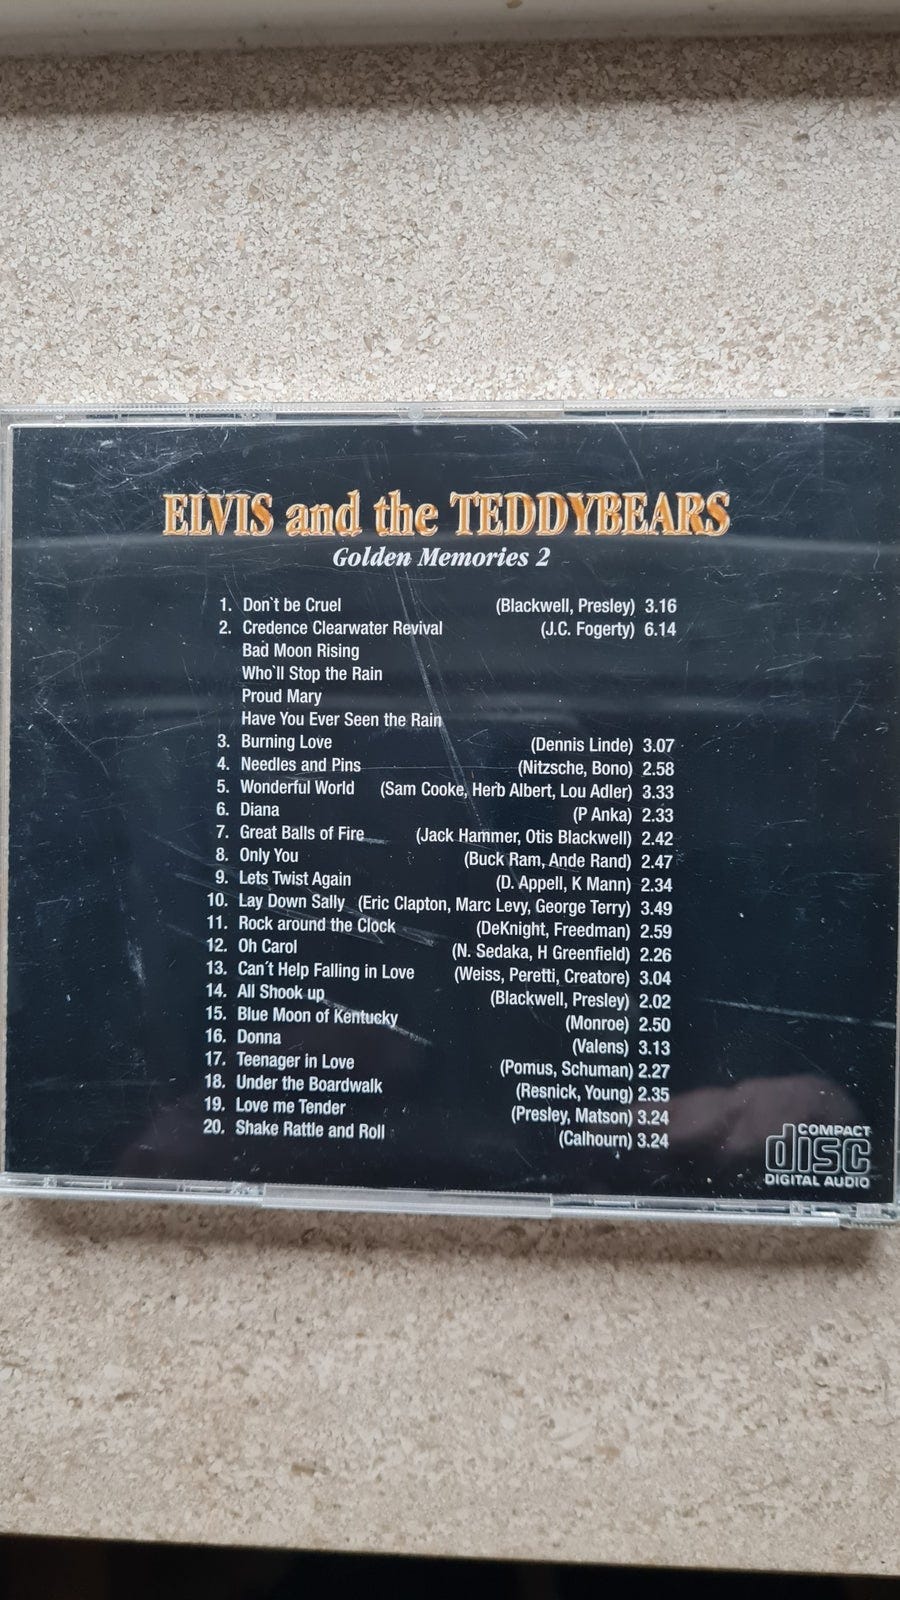 ELVIS and the TEDDYBEARS
Golden Memories 2
1. Don`t be Cruel (Blackwell, Presley) 3.16
2. Credence Clearwater Revival (J.C. Fogerty) 6.14
Bad Moon Rising
Who`ll Stop the Rain
Proud Mary
Have You Ever Seen the Rain
3. Burning Love (Dennis Linde) 3.07
4. Needles and Pins (Nitzsche, Bono) 2.58
5. Wonderful World (Sam Cooke, Herb Albert, Lou Adler) 3.33
6. Diana (P Anka) 2.33
7. Great Balls of Fire (Jack Hammer, Otis Blackwell) 2.42
8. Only You (Buck Ram, Ande Rand) 2.47
9. Lets Twist Again (D. Appell, K Mann) 2.34
10. Lay Down Sally (Eric Clapton, Marc Levy, George Terry) 3.49
11. Rock around the Clock (DeKnight, Freedman) 2.59
12. Oh Carol (N. Sedaka, H Greenfield) 2.26
13. Can´t Help Falling in Love (Weiss, Peretti, Creatore) 3.04
14. All Shook up (Blackwell, Presley) 2.02
15. Blue Moon of Kentucky (Monroe) 2.50
16. Donna (Valens) 3.13
17. Teenager in Love (Pomus, Schuman) 2.27
18. Under the Boardwalk (Resnick, Young) 2.35
19. Love me Tender (Presley, Matson) 3.24
20. Shake Rattle and Roll (Calhourn) 3.24
COMPACT
disc
DIGITAL AUDIO